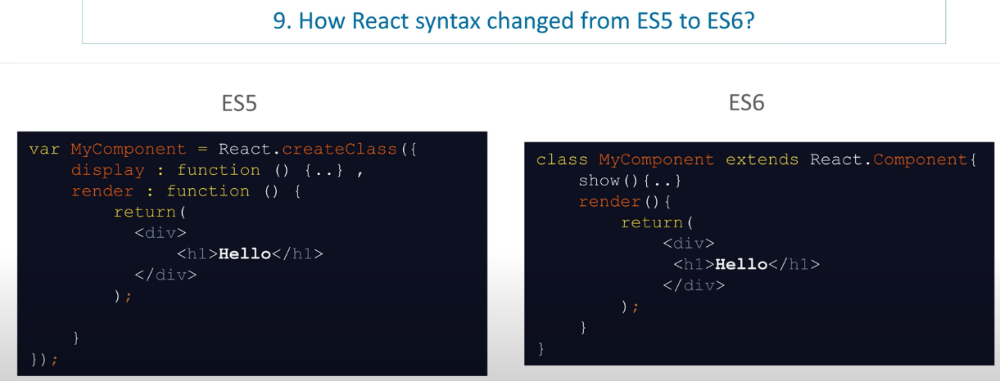 9. How React syntax changed from ES5 to ES6?
ES5
var MyComponent = React.createClass({
display : function () {..} ,
render : function () {
return(
<div>
<h1>Hello</h1>
</div>
);
}
});
ES6
class MyComponent extends React.Component{
show(){..}
render(){
return(
<div>
<h1>Hello</h1>
</div>
);
}
}